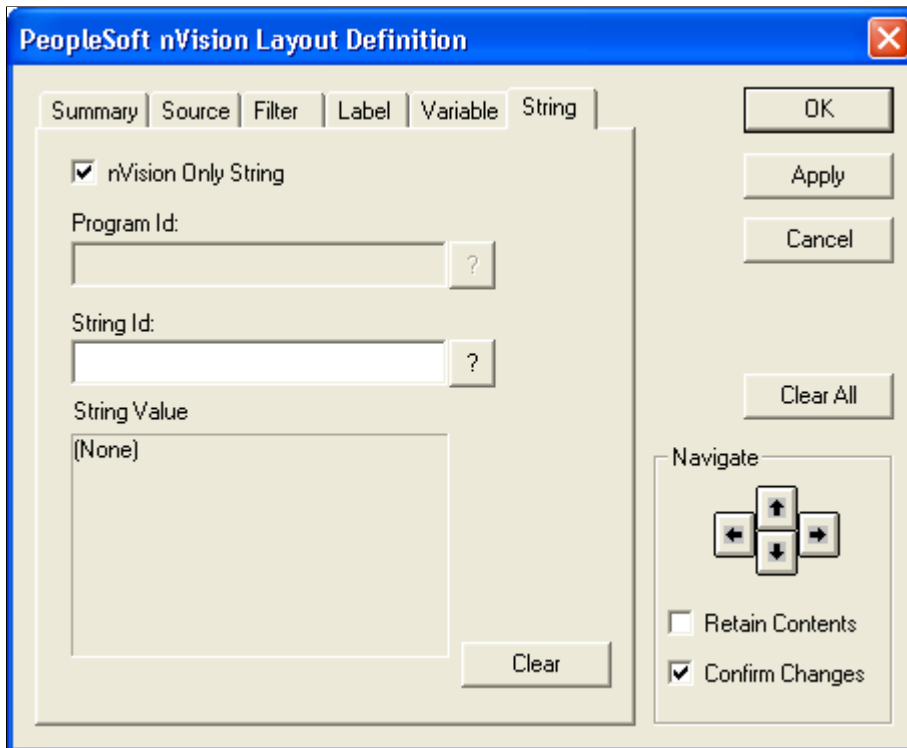 PeopleSoft nVision Layout Definition
Summary Source Filter Label Variable String
nVision Only String
Program Id:
?
String Id:
?
String Value
(None)
Clear
OK
Apply
Cancel
Clear All
Navigate
Retain Contents
Confirm Changes